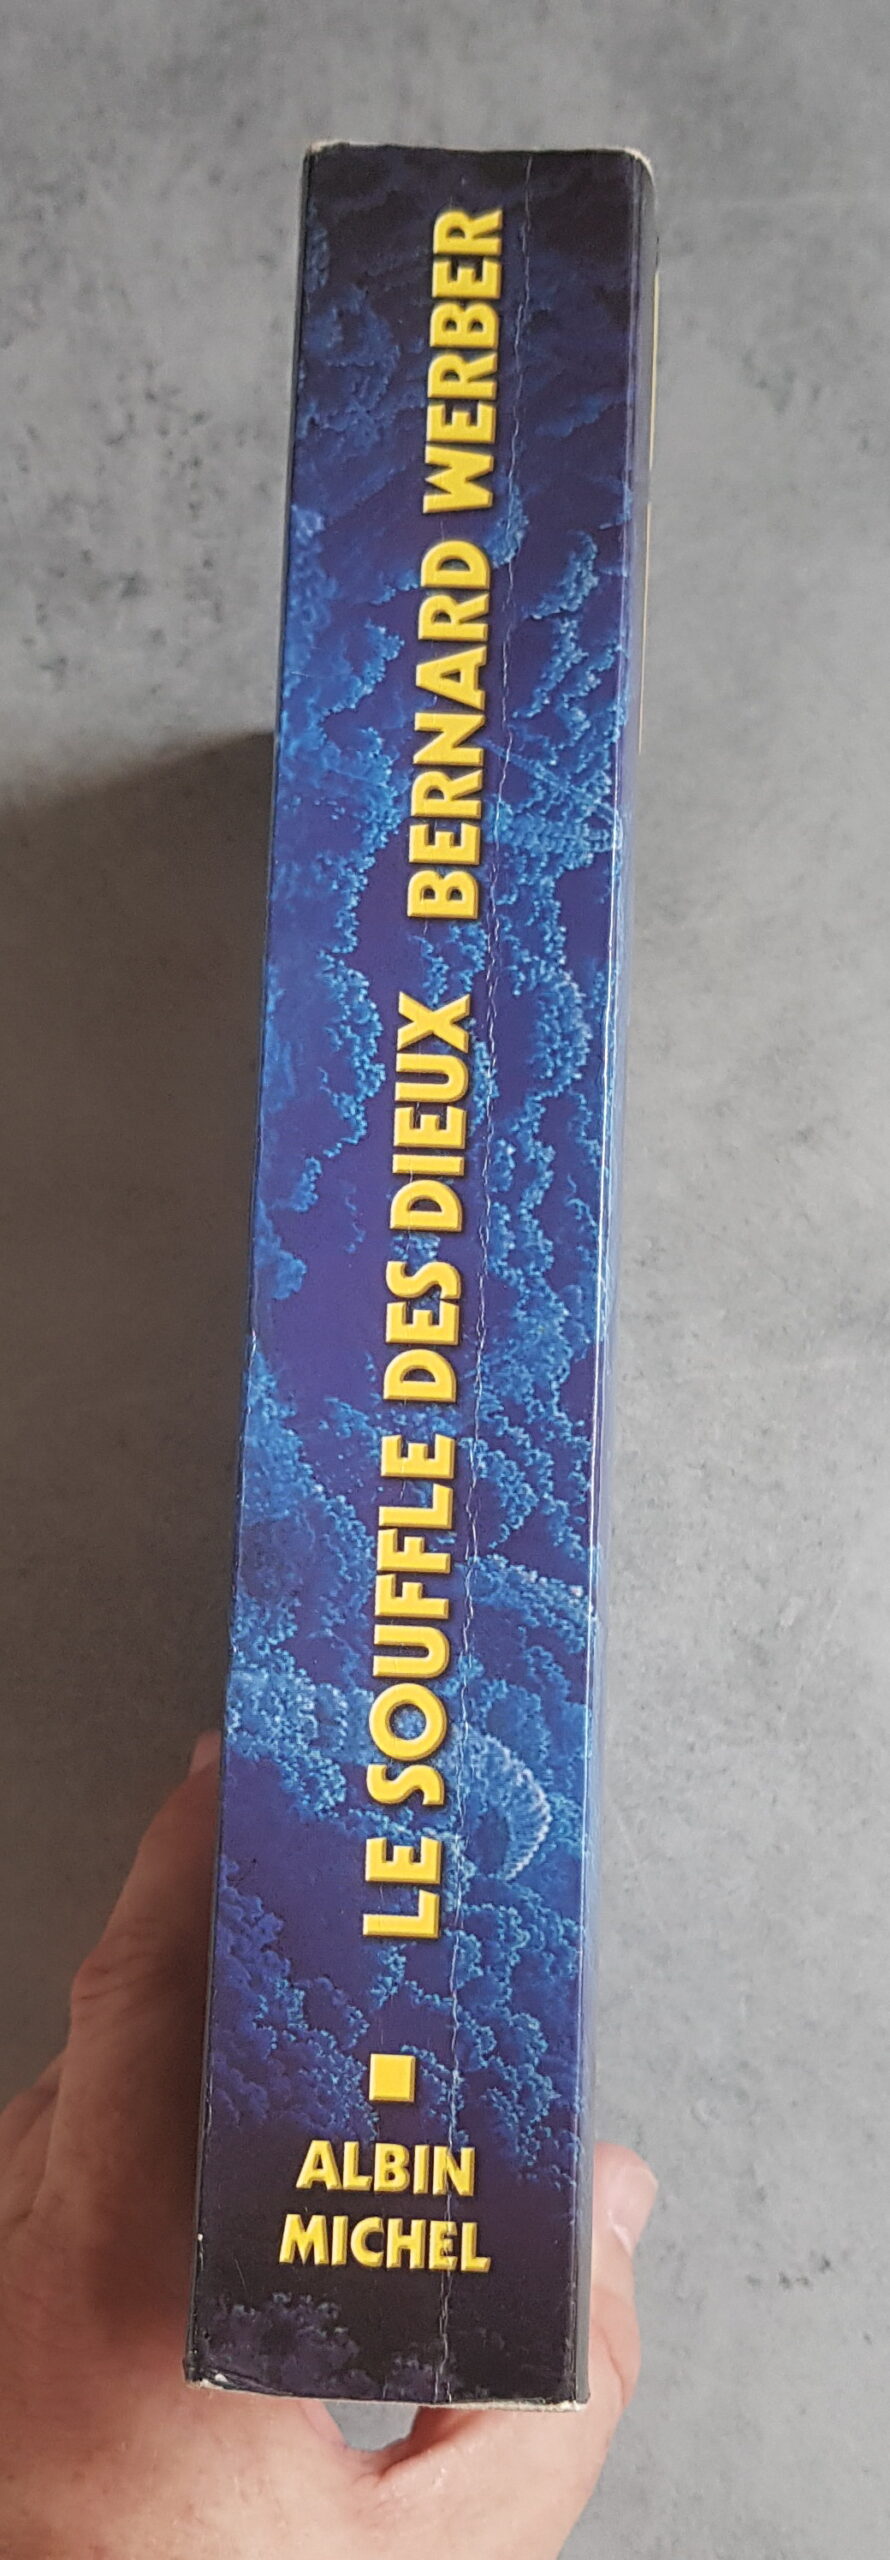 LE SOUFFLE DES DIEUX BERNARD WERBER
ALBIN
MICHEL